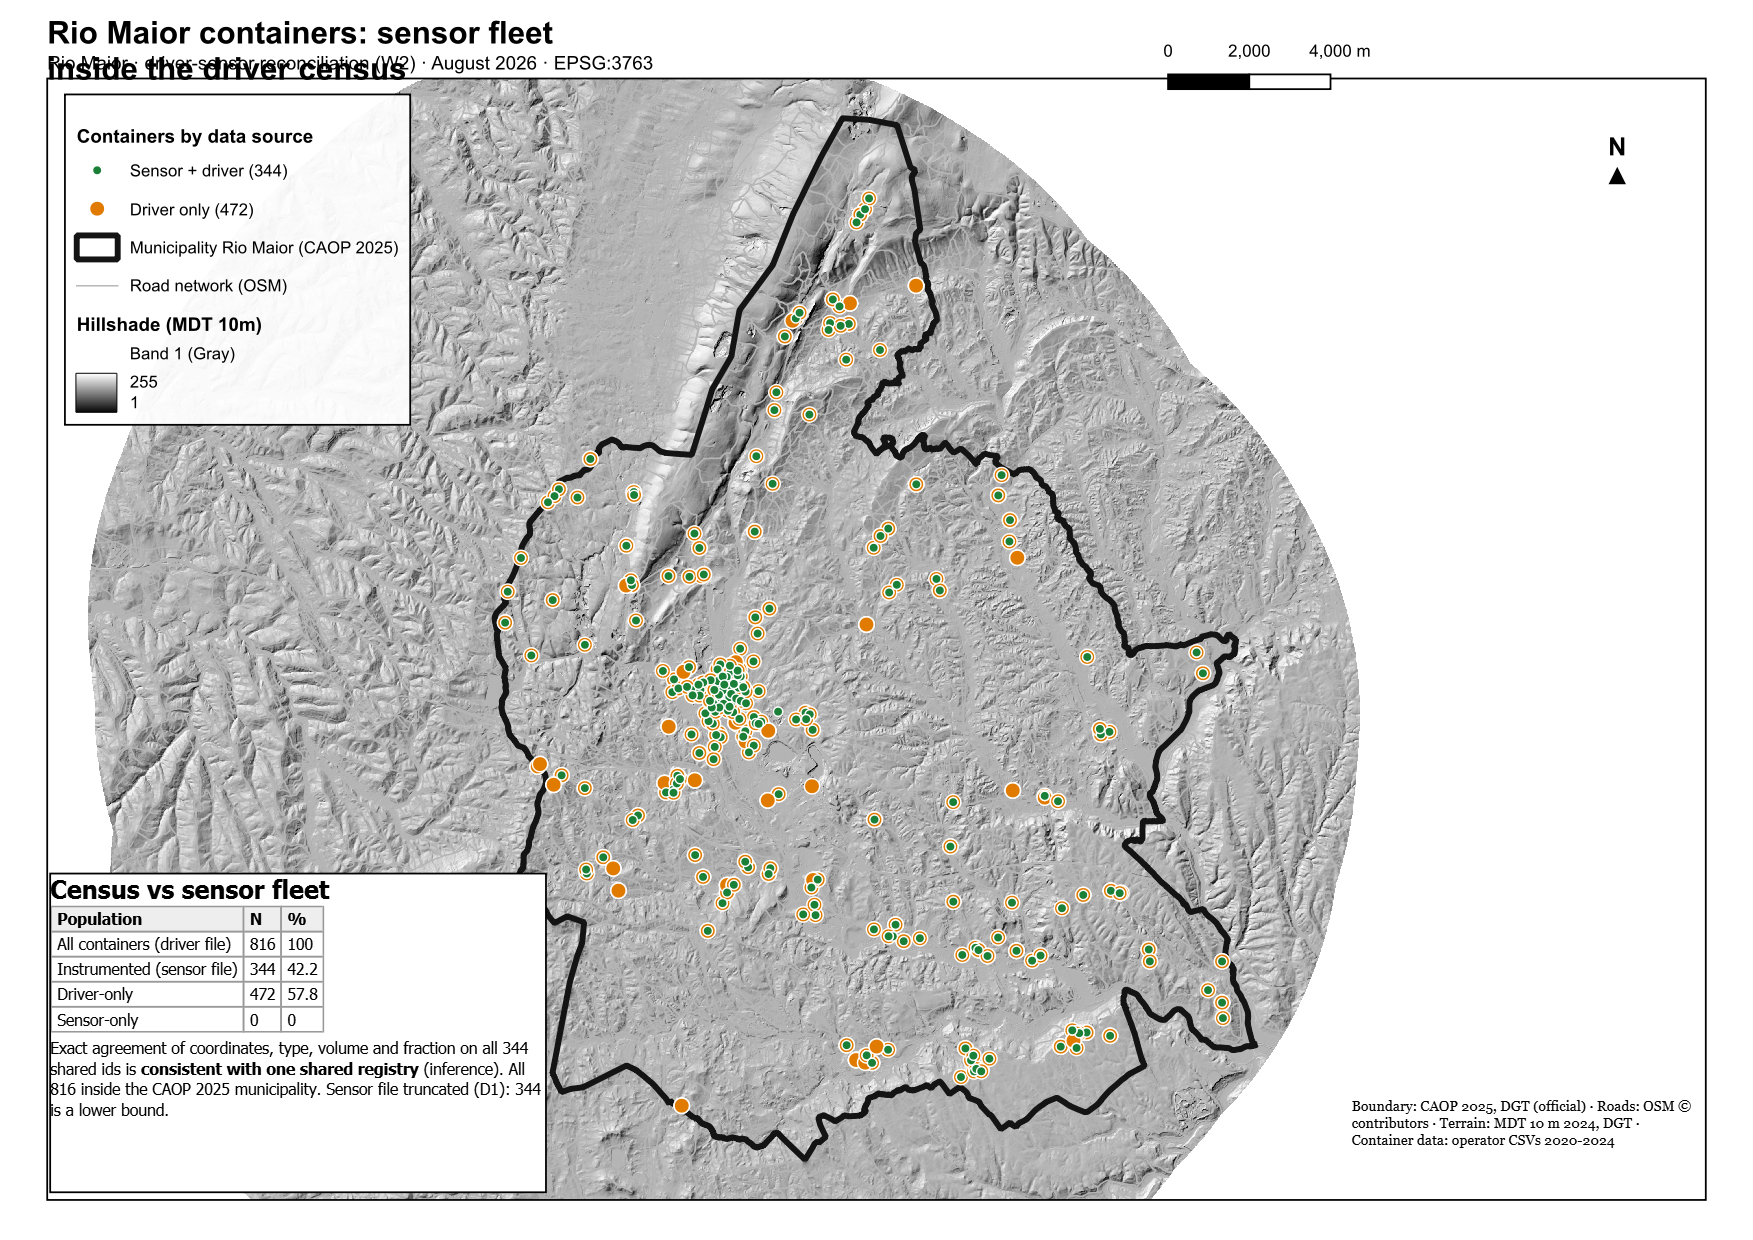 Rio Maior containers: sensor fleet
inside the driver census
Rio Maior · driver-sensor reconciliation (W2) · August 2026 · EPSG:3763
0 2,000 4,000 m
N
Containers by data source
Sensor + driver (344)
Driver only (472)
Municipality Rio Maior (CAOP 2025)
Road network (OSM)
Hillshade (MDT 10m)
Band 1 (Gray)
255
1
Census vs sensor fleet
Population N %
All containers (driver file) 816 100
Instrumented (sensor file) 344 42.2
Driver-only 472 57.8
Sensor-only 0 0
Exact agreement of coordinates, type, volume and fraction on all 344
shared ids is consistent with one shared registry (inference). All
816 inside the CAOP 2025 municipality. Sensor file truncated (D1): 344
is a lower bound.
Boundary: CAOP 2025, DGT (official) · Roads: OSM ©
contributors · Terrain: MDT 10 m 2024, DGT ·
Container data: operator CSVs 2020-2024